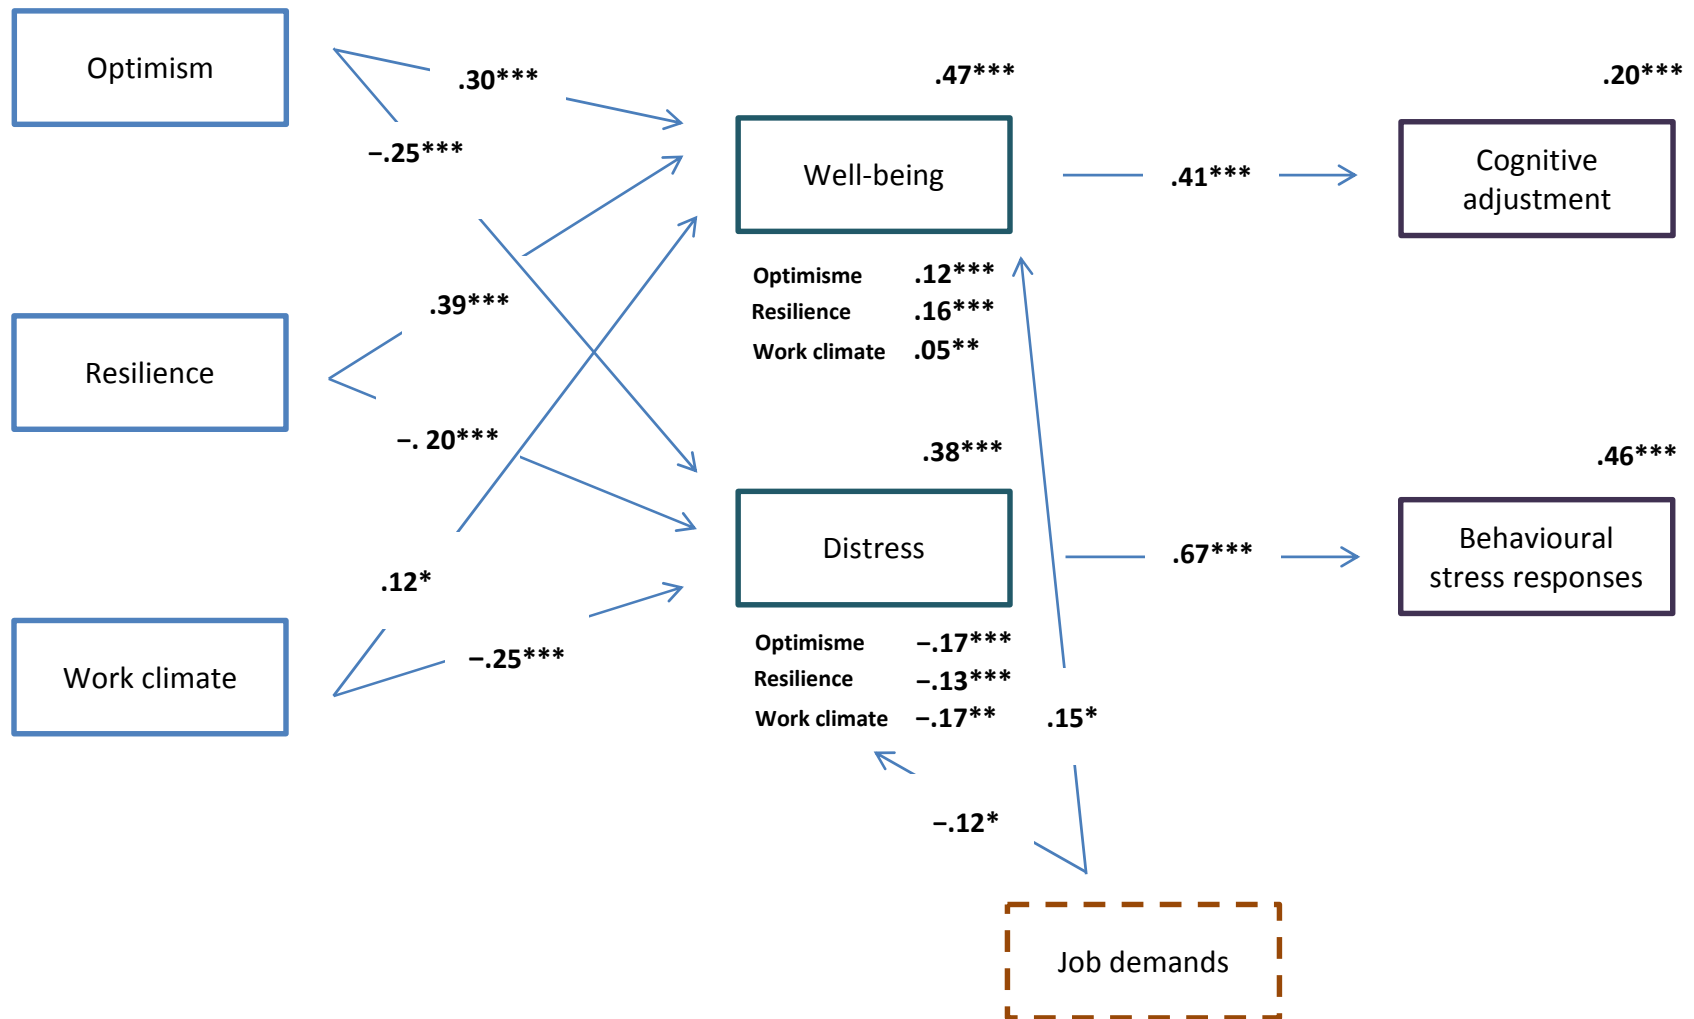 Optimism
.30***
.47***
.20***
−.25***
Well-being
.41***
Cognitive
adjustment
Optimisme .12***
Resilience .16***
Work climate .05**
.39***
Resilience
−. 20***
.38***
.46***
Distress
.67***
Behavioural
stress responses
.12*
Work climate
−.25***
Optimisme −.17***
Resilience −.13***
Work climate −.17**
.15*
−.12*
Job demands